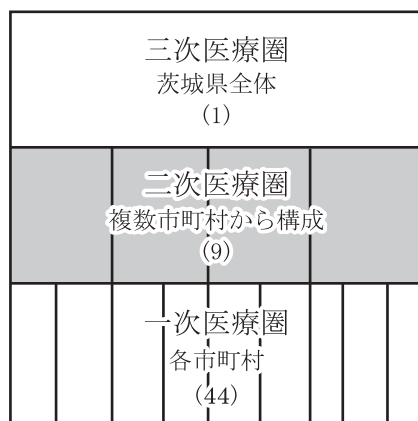 三次医療圏
茨城県全体
(1)
二次医療圏
複数市町村から構成
(9)
一次医療圏
各市町村
(44)